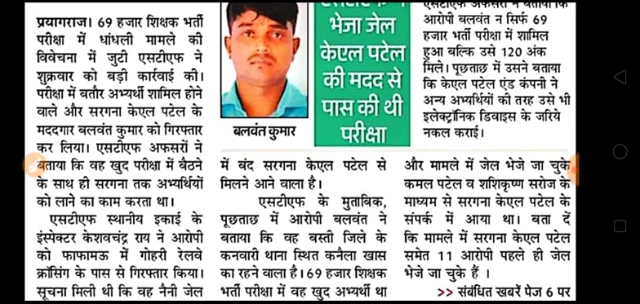 प्रयागराज। 69 हजार शिक्षक भर्ती
परीक्षा में धांधली मामले की
विवेचना में जुटी एसटीएफ ने
शुक्रवार को बड़ी कार्रवाई की।
परीक्षा में बतौर अभ्यर्थी शामिल होने
वाले और सरगना केएल पटेल के
मददगार बलवंत कुमार को गिरफ्तार
कर लिया। एसटीएफ अफसरों ने
बताया कि वह खुद परीक्षा में बैठने
के साथ ही सरगना तक अभ्यर्थियों
को लाने का काम करता था।
एसटीएफ स्थानीय इकाई के
इंस्पेक्टर केशवचंद्र राय ने आरोपी
को फाफामऊ में गोहरी रेलवे
क्रॉसिंग के पास से गिरफ्तार किया।
सूचना मिली थी कि वह नैनी जेल
बलवंत कुमार
भेजा जेल
केएल पटेल
की मदद से
पास की थी
परीक्षा
में बंद सरगना केएल पटेल से
मिलने आने वाला है।
एसटीएफ के मुताबिक,
पूछताछ में आरोपी बलवंत ने
बताया कि वह बस्ती जिले के
कनवारी थाना स्थित कनैला खास
का रहने वाला है। 69 हजार शिक्षक
भर्ती परीक्षा में वह खुद अभ्यर्थी था
एसटीएफ अफसरों ने बताया कि
आरोपी बलवंत न सिर्फ 69
हजार भर्ती परीक्षा में शामिल
हुआ बल्कि उसे 120 अंक
मिले। पूछताछ में उसने बताया
कि केएल पटेल एंड कंपनी ने
अन्य अभ्यर्थियों की तरह उसे भी
इलेक्ट्रॉनिक डिवाइस के जरिये
नकल कराई।
और मामले में जेल भेजे जा चुके
कमल पटेल व शशिकृष्ण सरोज के
माध्यम से सरगना केएल पटेल के
संपर्क में आया था। बता दें
कि मामले में सरगना केएल पटेल
समेत 11 आरोपी पहले ही जेल
भेजे जा चुके हैं ।
>> संबंधित खबरें पेज 6 पर